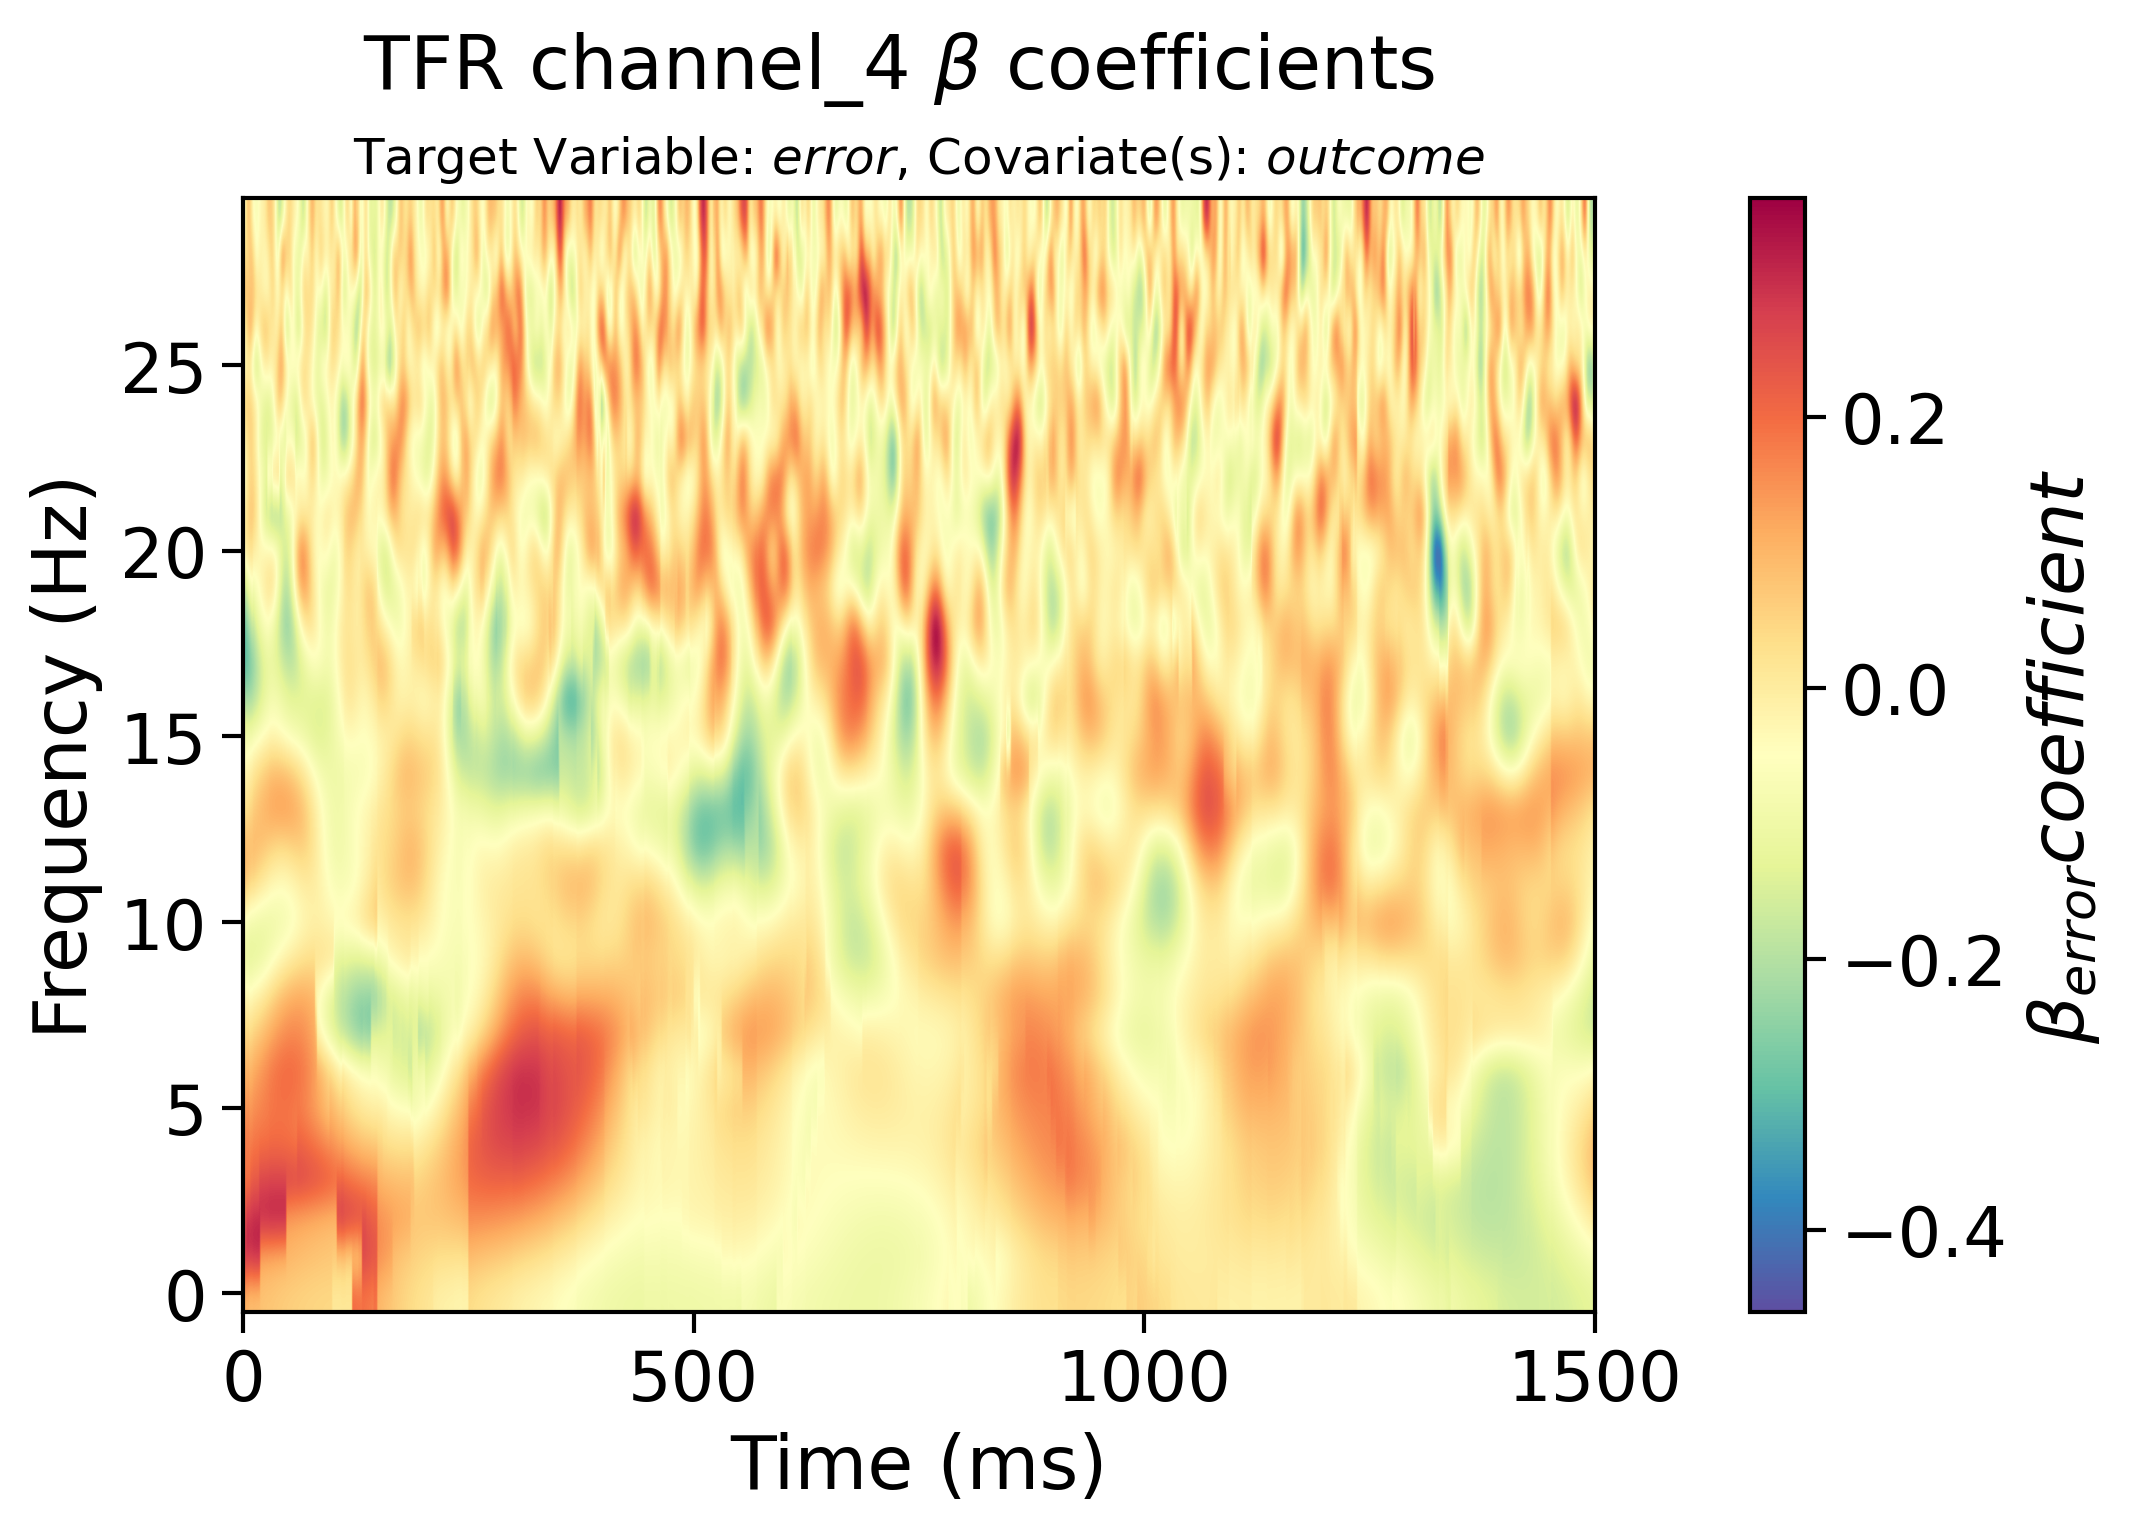 TFR channel_4 β coefficients
Target Variable: error, Covariate(s): outcome
Frequency (Hz)
25
20
15
10
5
0
0 500 1000 1500
Time (ms)
0.2
0.0
−0.2
−0.4
βerrorcoefficient